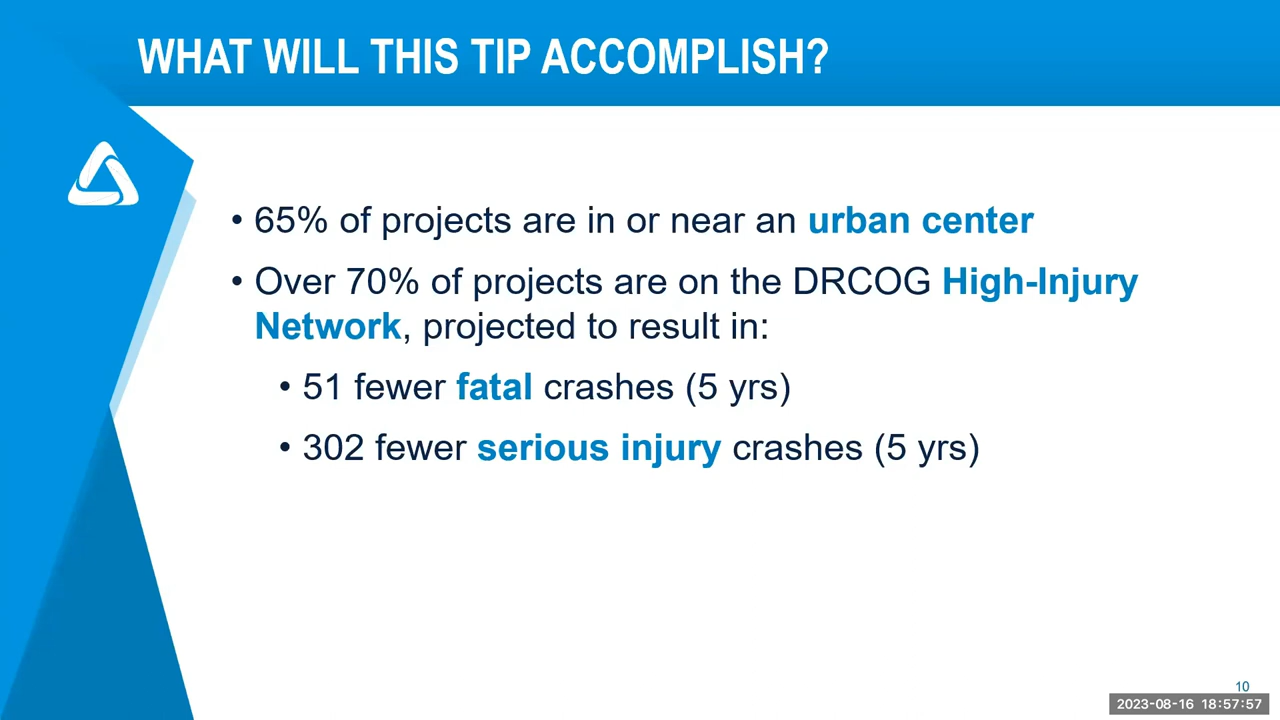 WHAT WILL THIS TIP ACCOMPLISH?
• 65% of projects are in or near an urban center
• Over 70% of projects are on the DRCOG High-Injury
Network, projected to result in:
• 51 fewer fatal crashes (5 yrs)
• 302 fewer serious injury crashes (5 yrs)
10
2023-08-16 18:57:57